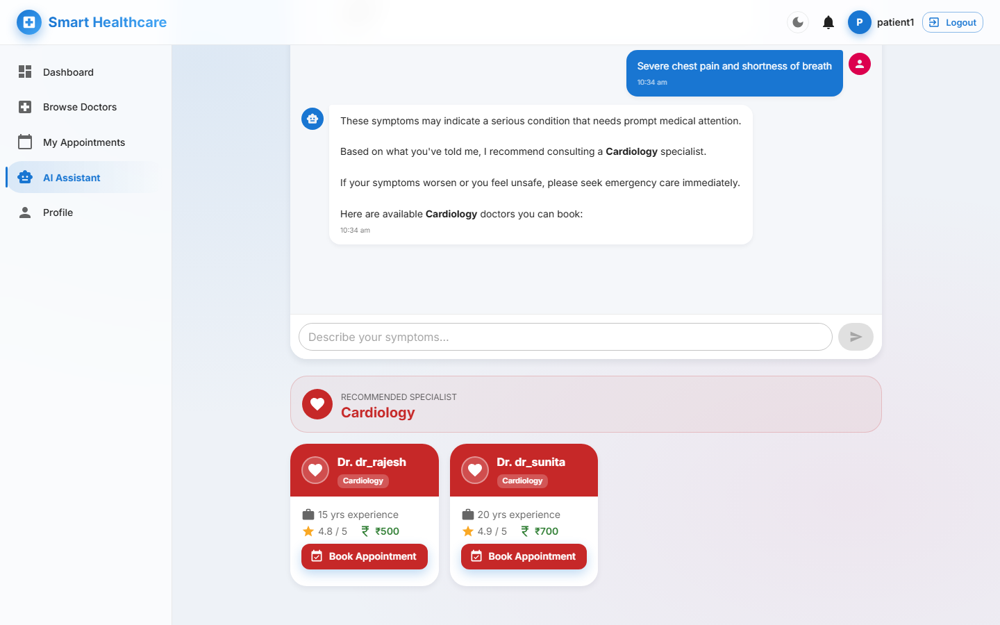 Smart Healthcare
P
patient1
Logout
Dashboard
Browse Doctors
My Appointments
AI Assistant
Profile
Severe chest pain and shortness of breath
10:34 am
These symptoms may indicate a serious condition that needs prompt medical attention.
Based on what you've told me, I recommend consulting a Cardiology specialist.
If your symptoms worsen or you feel unsafe, please seek emergency care immediately.
Here are available Cardiology doctors you can book:
10:34 am
Describe your symptoms...
RECOMMENDED SPECIALIST
Cardiology
Dr. dr_rajesh
Cardiology
15 yrs experience
4.8 / 5 ₹ ₹500
Book Appointment
Dr. dr_sunita
Cardiology
20 yrs experience
4.9 / 5 ₹ ₹700
Book Appointment